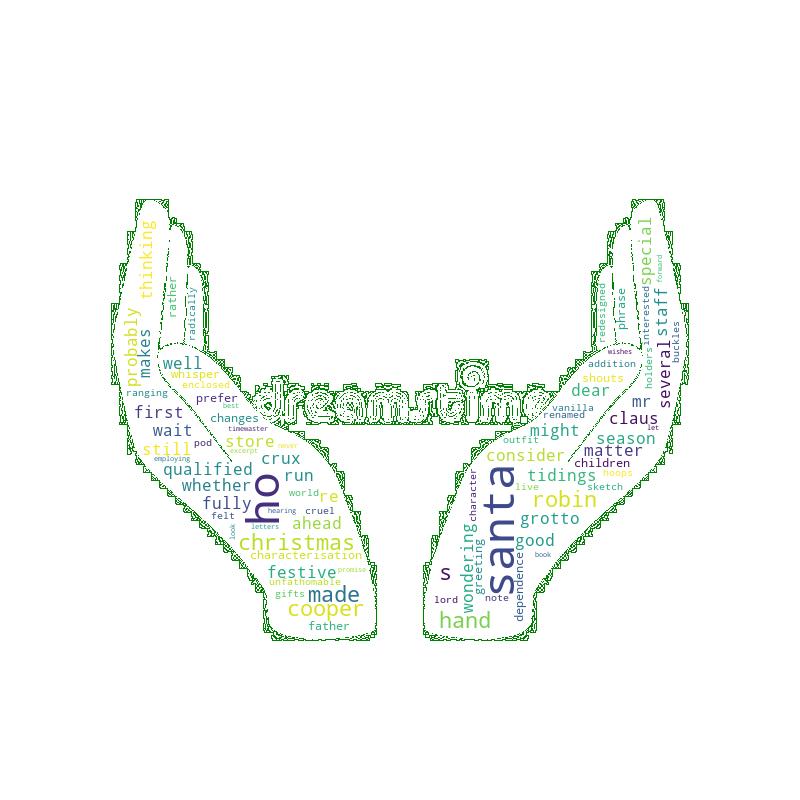 thinking
rather
radically
probably
makes
well
whisper
enclosed
ranging
prefer
best
first
changes
wait
timemaster
pod
store
still
never
excerpt
employing
crux
qualified
run
whether
ho
world
re
fully
hearing
cruel
felt
ahead
letters
look
christmas
characterisation
festive
promise
unfathomable
gifts
made
cooper
father
dreamstime
special
forward
redesigned
phrase
interested
staff
buckles
wishes
addition
holders
several
shouts
dear
mr
vanilla
renamed
claus
let
might
season
outfit
matter
consider
children
tidings
hoops
santa
character
live
sketch
robin
grotto
wondering
greeting
good
book
dependence
s
lord
note
hand